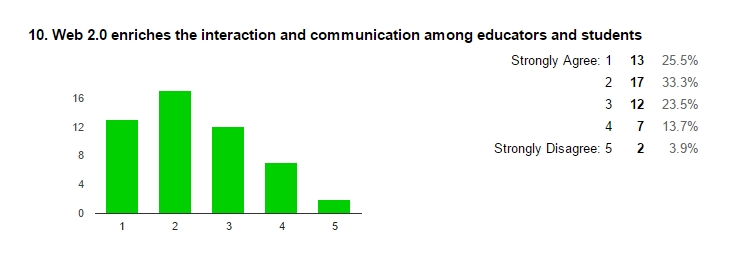 10. Web 2.0 enriches the interaction and communication among educators and students
Strongly Agree: 1 13 25.5%
2 17 33.3%
3 12 23.5%
4 7 13.7%
Strongly Disagree: 5 2 3.9%
16
12
8
4
0
1 2 3 4 5